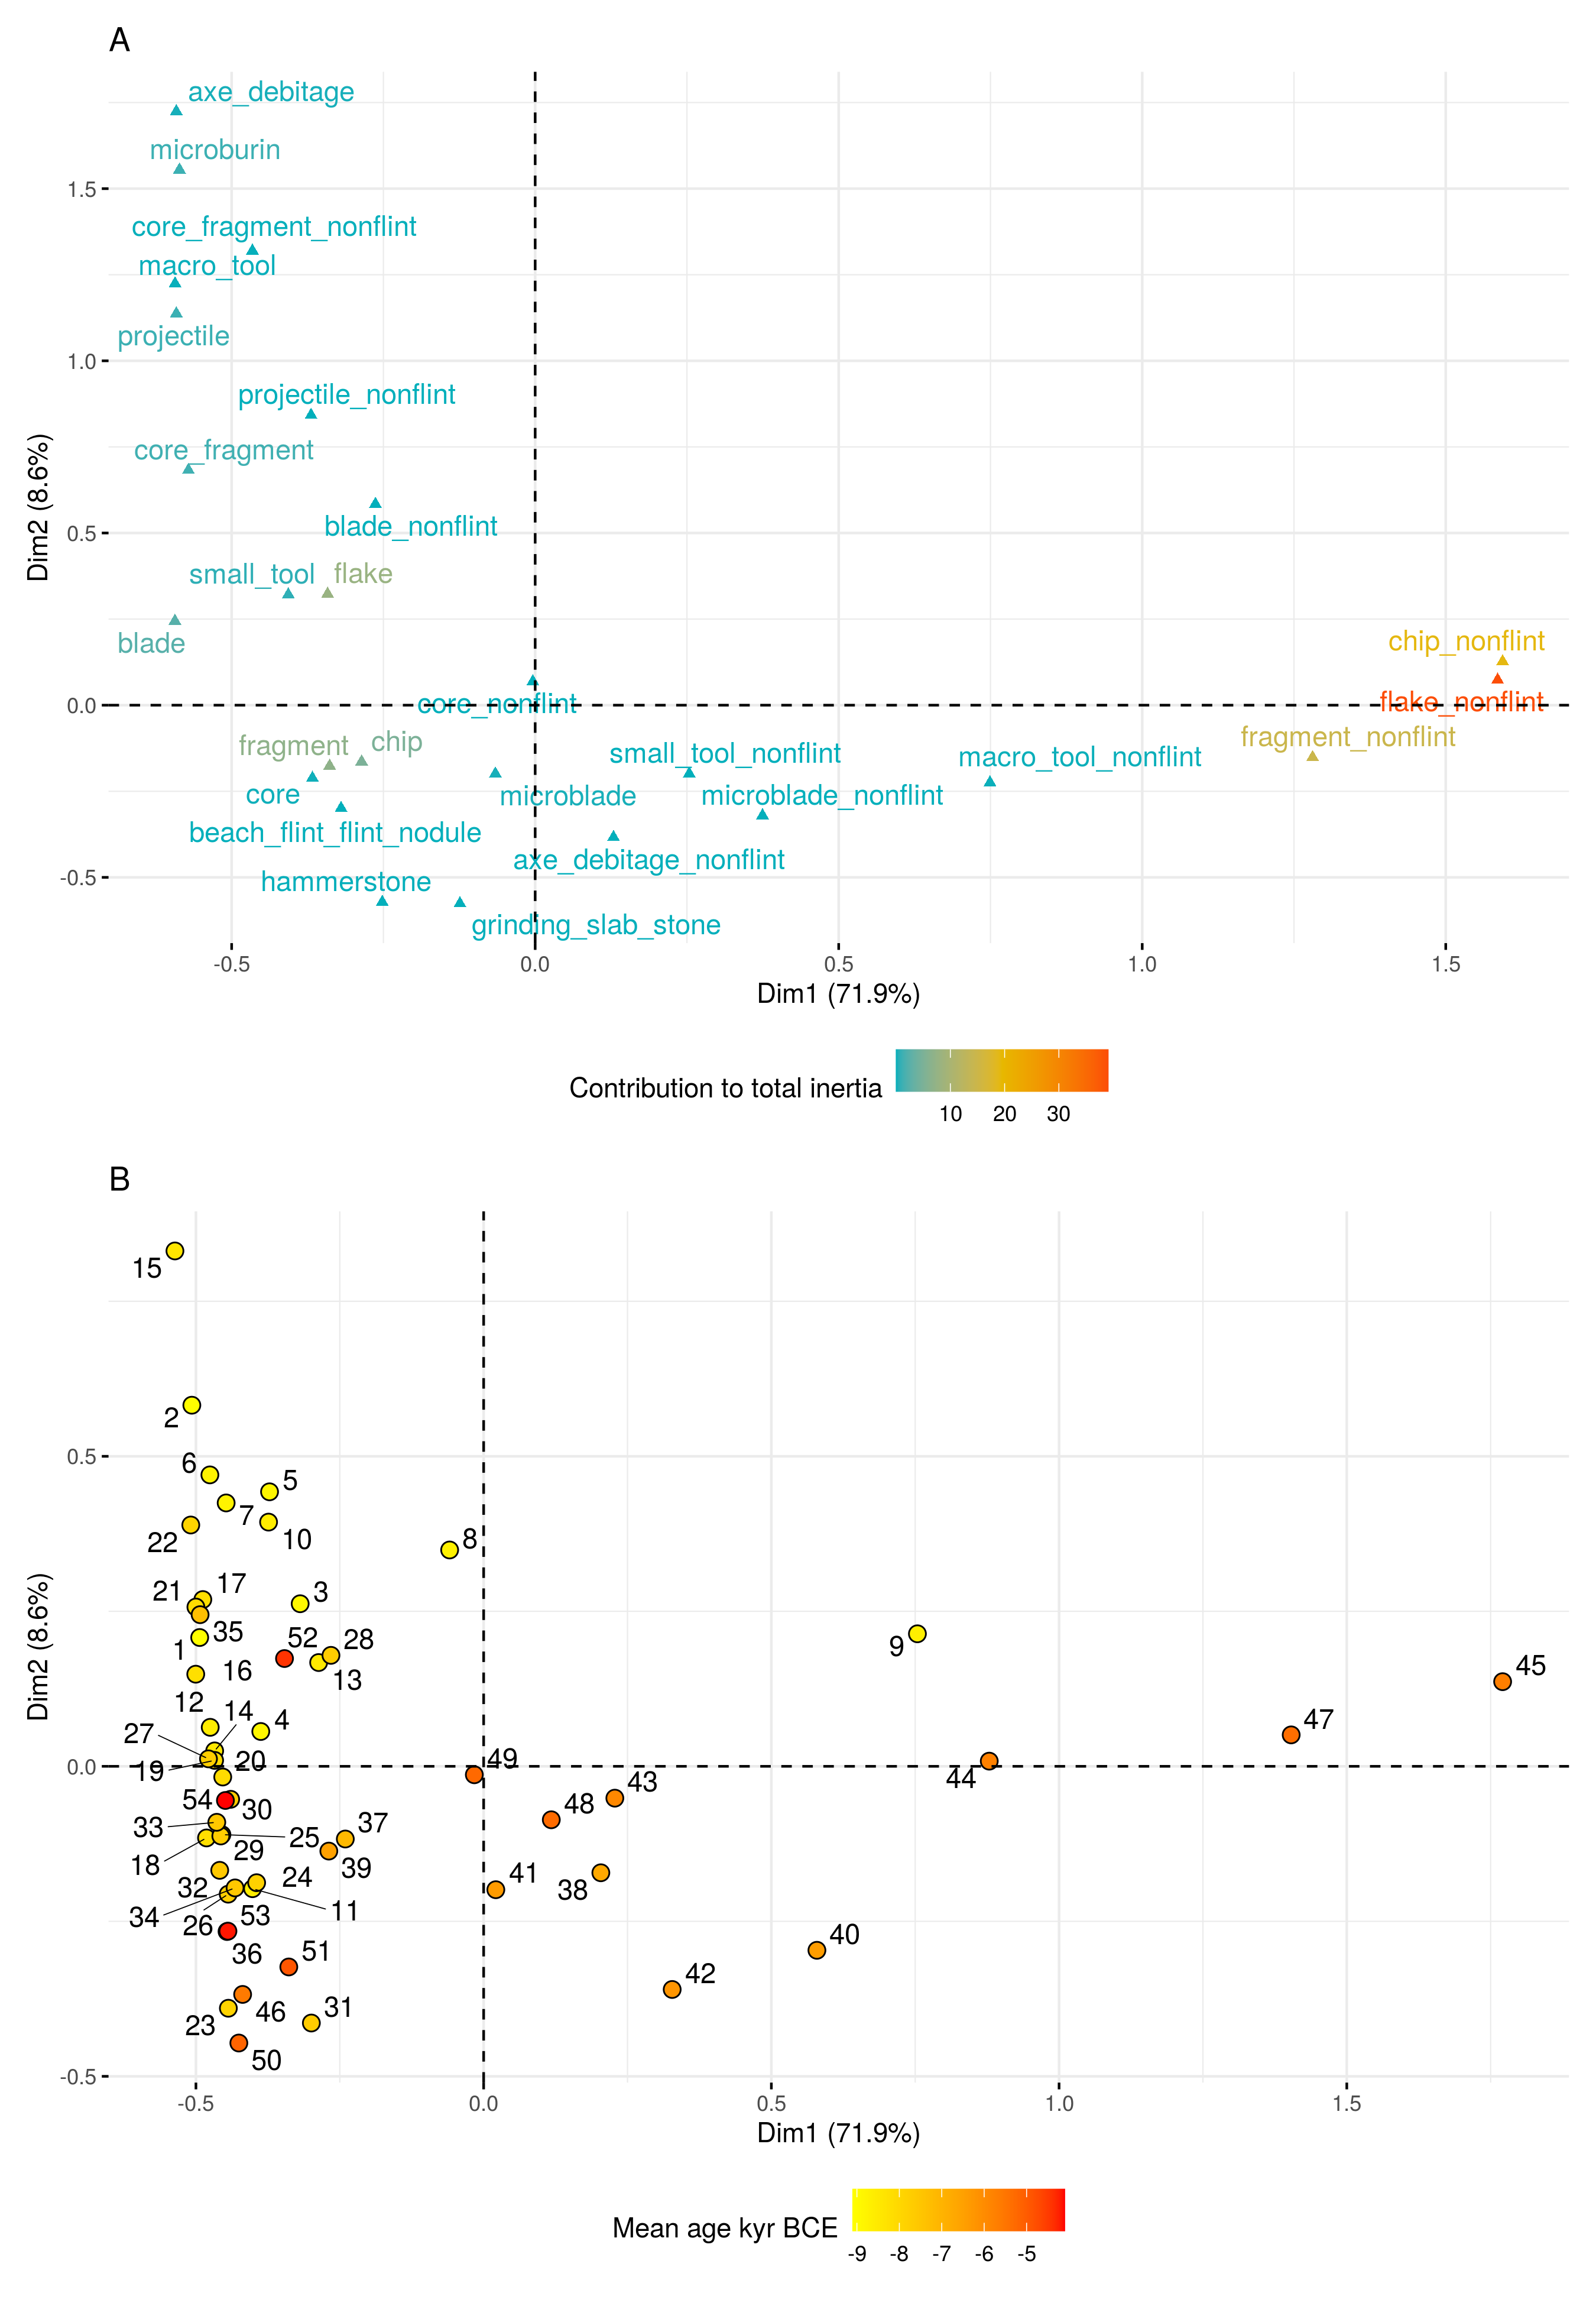 A
axe_debitage
microburin
1.5
core_fragment_nonflint
macro_tool
projectile
1.0
projectile_nonflint
core_fragment
Dim2 (8.6%)
blade_nonflint
0.5
small_tool flake
blade
chip_nonflint
0.0
core_nonflint
flake_nonflint
fragment chip
fragment_nonflint
small_tool_nonflint
macro_tool_nonflint
core
microblade
microblade_nonflint
beach_flint_flint_nodule
axe_debitage_nonflint
-0.5
hammerstone
grinding_slab_stone
-0.5 0.0 0.5 1.0 1.5
Dim1 (71.9%)
Contribution to total inertia
10 20 30
B
15
2
0.5
6
5
7
10
22
8
21
17
3
1
35
52
28
9
16
13
45
12
14
4
27
47
Dim2 (8.6%)
0.0
19
20
49
44
54
30
43
48
33
37
25
18
29
39
32
24
41
38
34
26
53
11
36
51
40
42
23
46
31
50
-0.5
-0.5 0.0 0.5 1.0 1.5
Dim1 (71.9%)
Mean age kyr BCE
-9 -8 -7 -6 -5